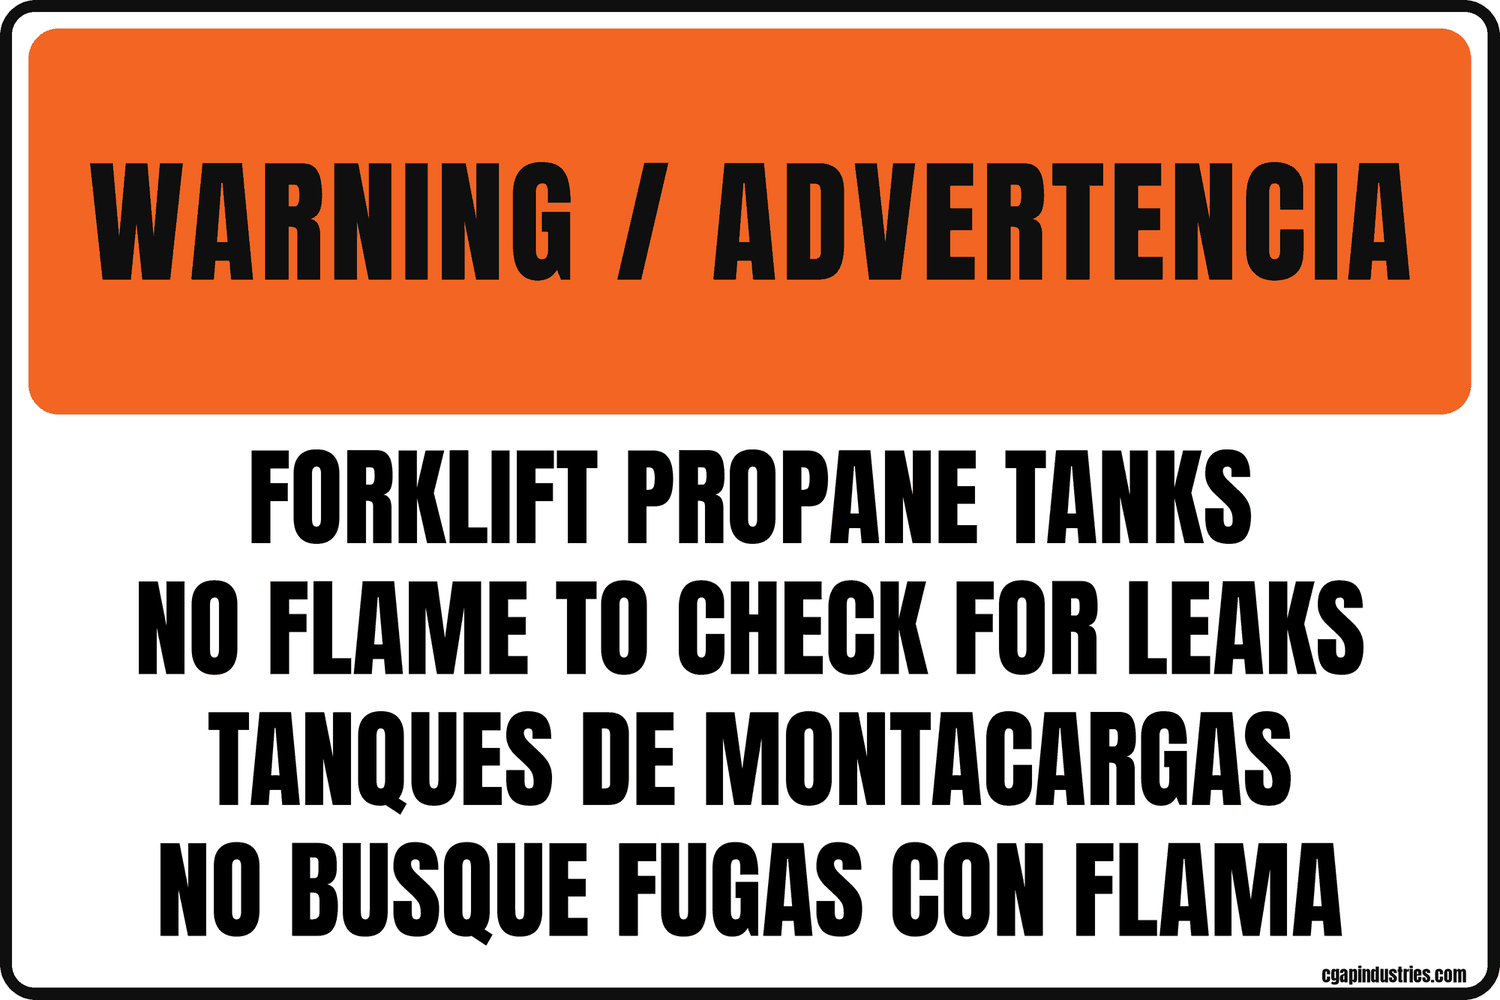 WARNING / ADVERTENCIA
FORKLIFT PROPANE TANKS
NO FLAME TO CHECK FOR LEAKS
TANQUES DE MONTACARGAS
NO BUSQUE FUGAS CON FLAMA
cgapindustries.com